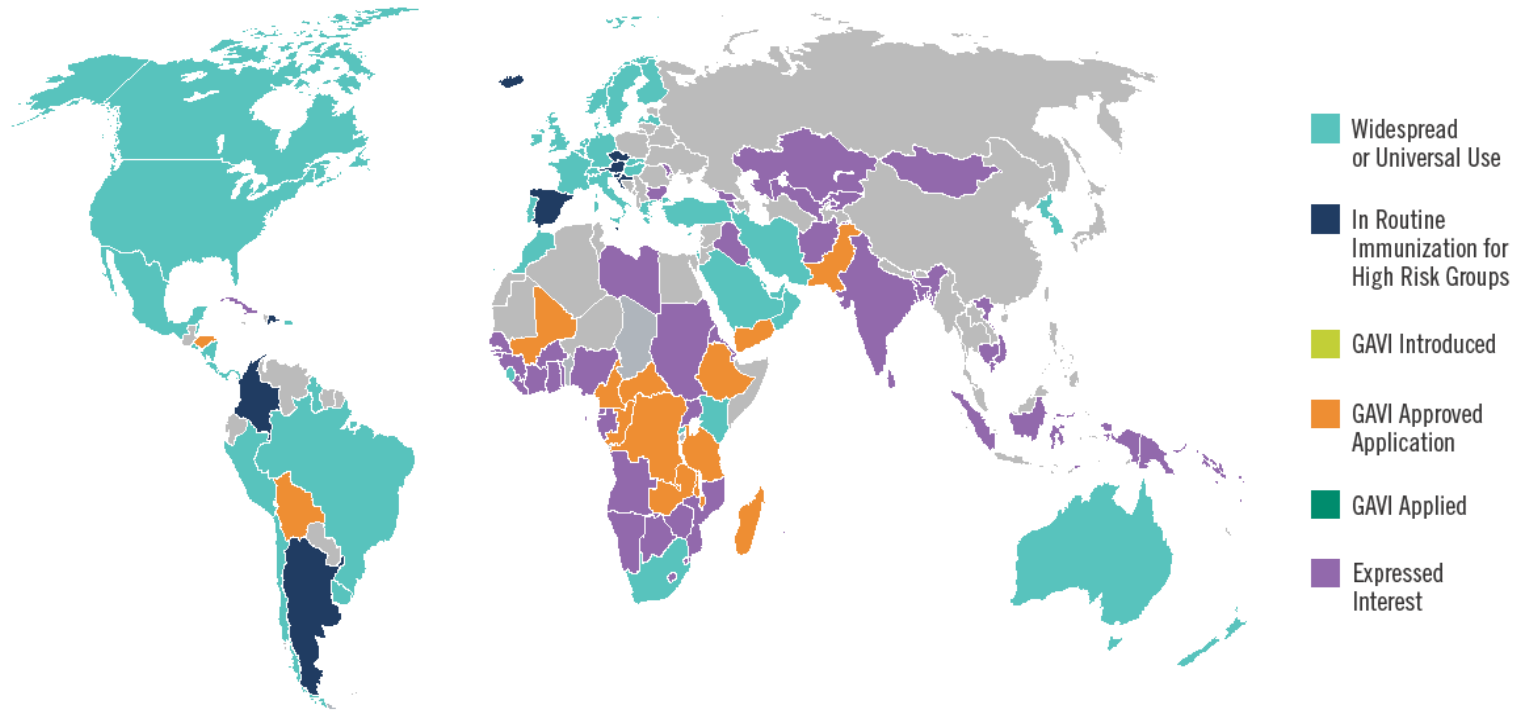 Widespread
or Universal Use
In Routine
Immunization for
High Risk Groups
GAVI Introduced
GAVI Approved
Application
GAVI Applied
Expressed
Interest